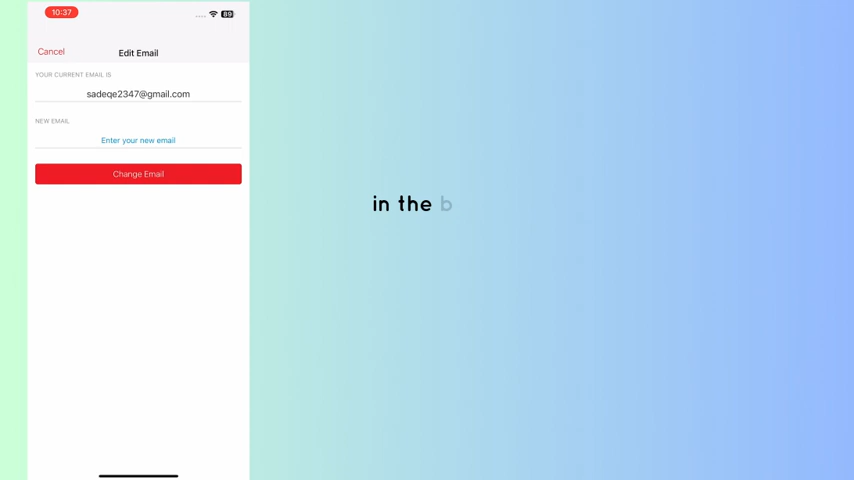 10:37
89
Cancel
Edit Email
YOUR CURRENT EMAIL IS
sadeqe2347@gmail.com
NEW EMAIL
Enter your new email
Change Email
in the b